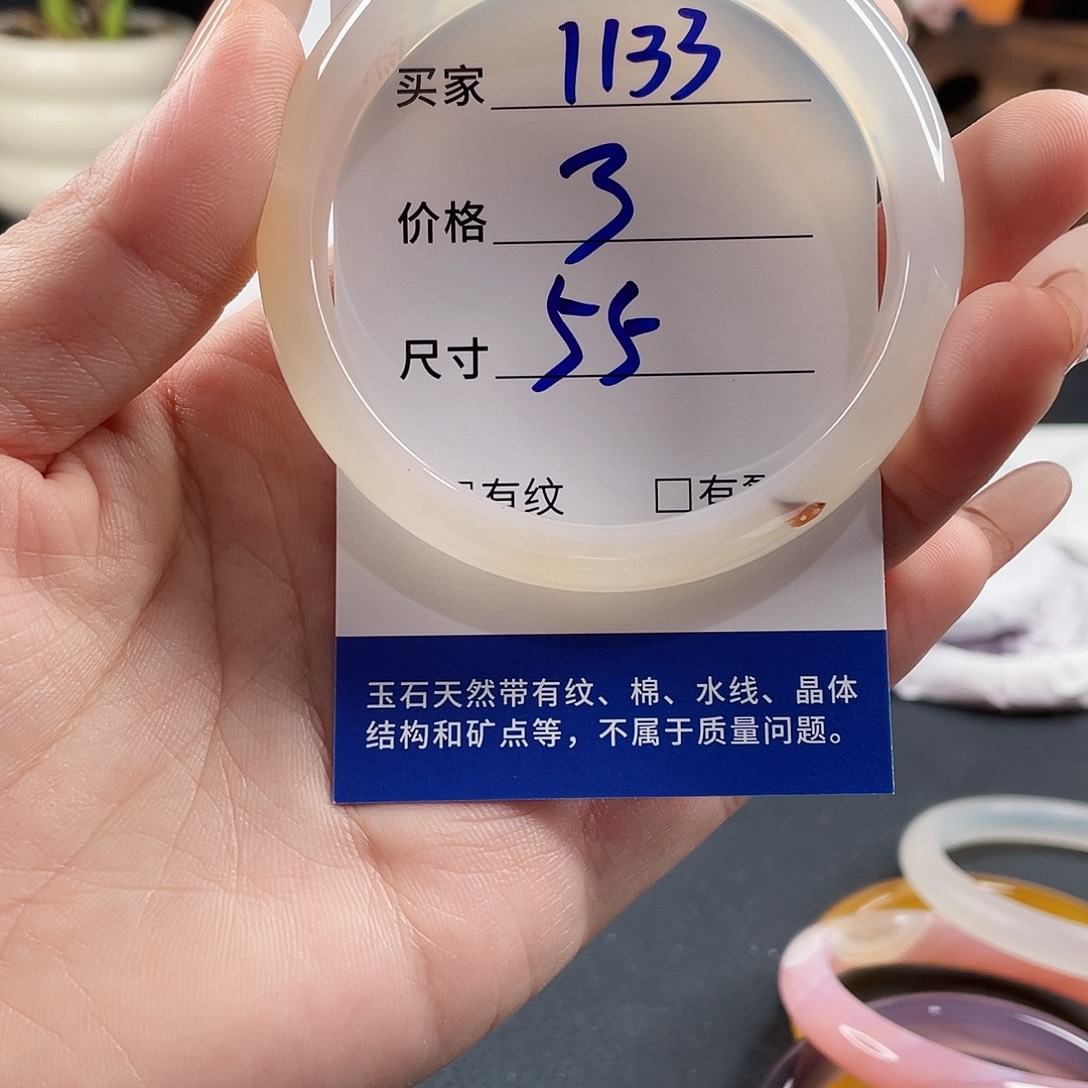 买家 1133
价格 3
尺寸 55
有纹 □有
玉石天然带有纹、棉、水线、晶体
结构和矿点等，不属于质量问题。